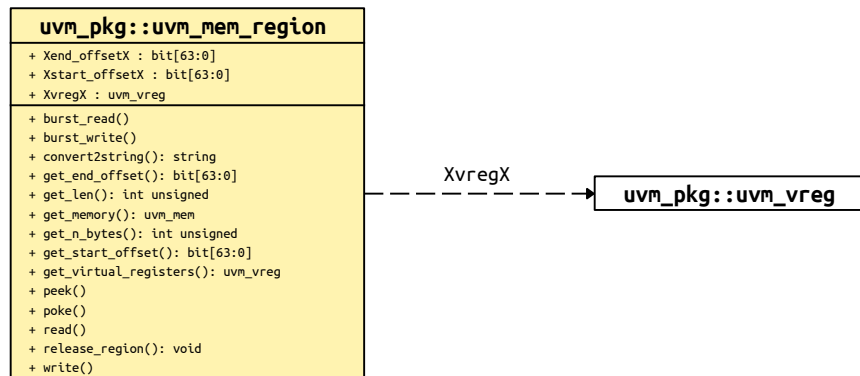 uvm_pkg::uvm_mem_region
+ Xend_offsetX : bit[63:0]
+ Xstart_offsetX : bit[63:0]
+ XvregX : uvm_vreg
+ burst_read()
+ burst_write()
+ convert2string(): string
+ get_end_offset(): bit[63:0]
+ get_len(): int unsigned
+ get_memory(): uvm_mem
+ get_n_bytes(): int unsigned
+ get_start_offset(): bit[63:0]
+ get_virtual_registers(): uvm_vreg
+ peek()
+ poke()
+ read()
+ release_region(): void
+ write()
XvregX
uvm_pkg::uvm_vreg